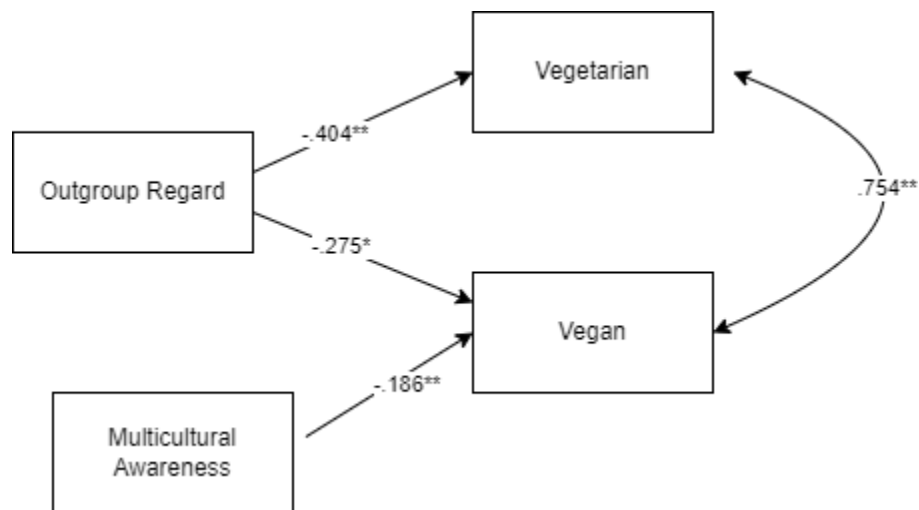 Vegetarian
-.404**
Outgroup Regard
.754**
-.275*
Vegan
-.186**
Multicultural
Awareness